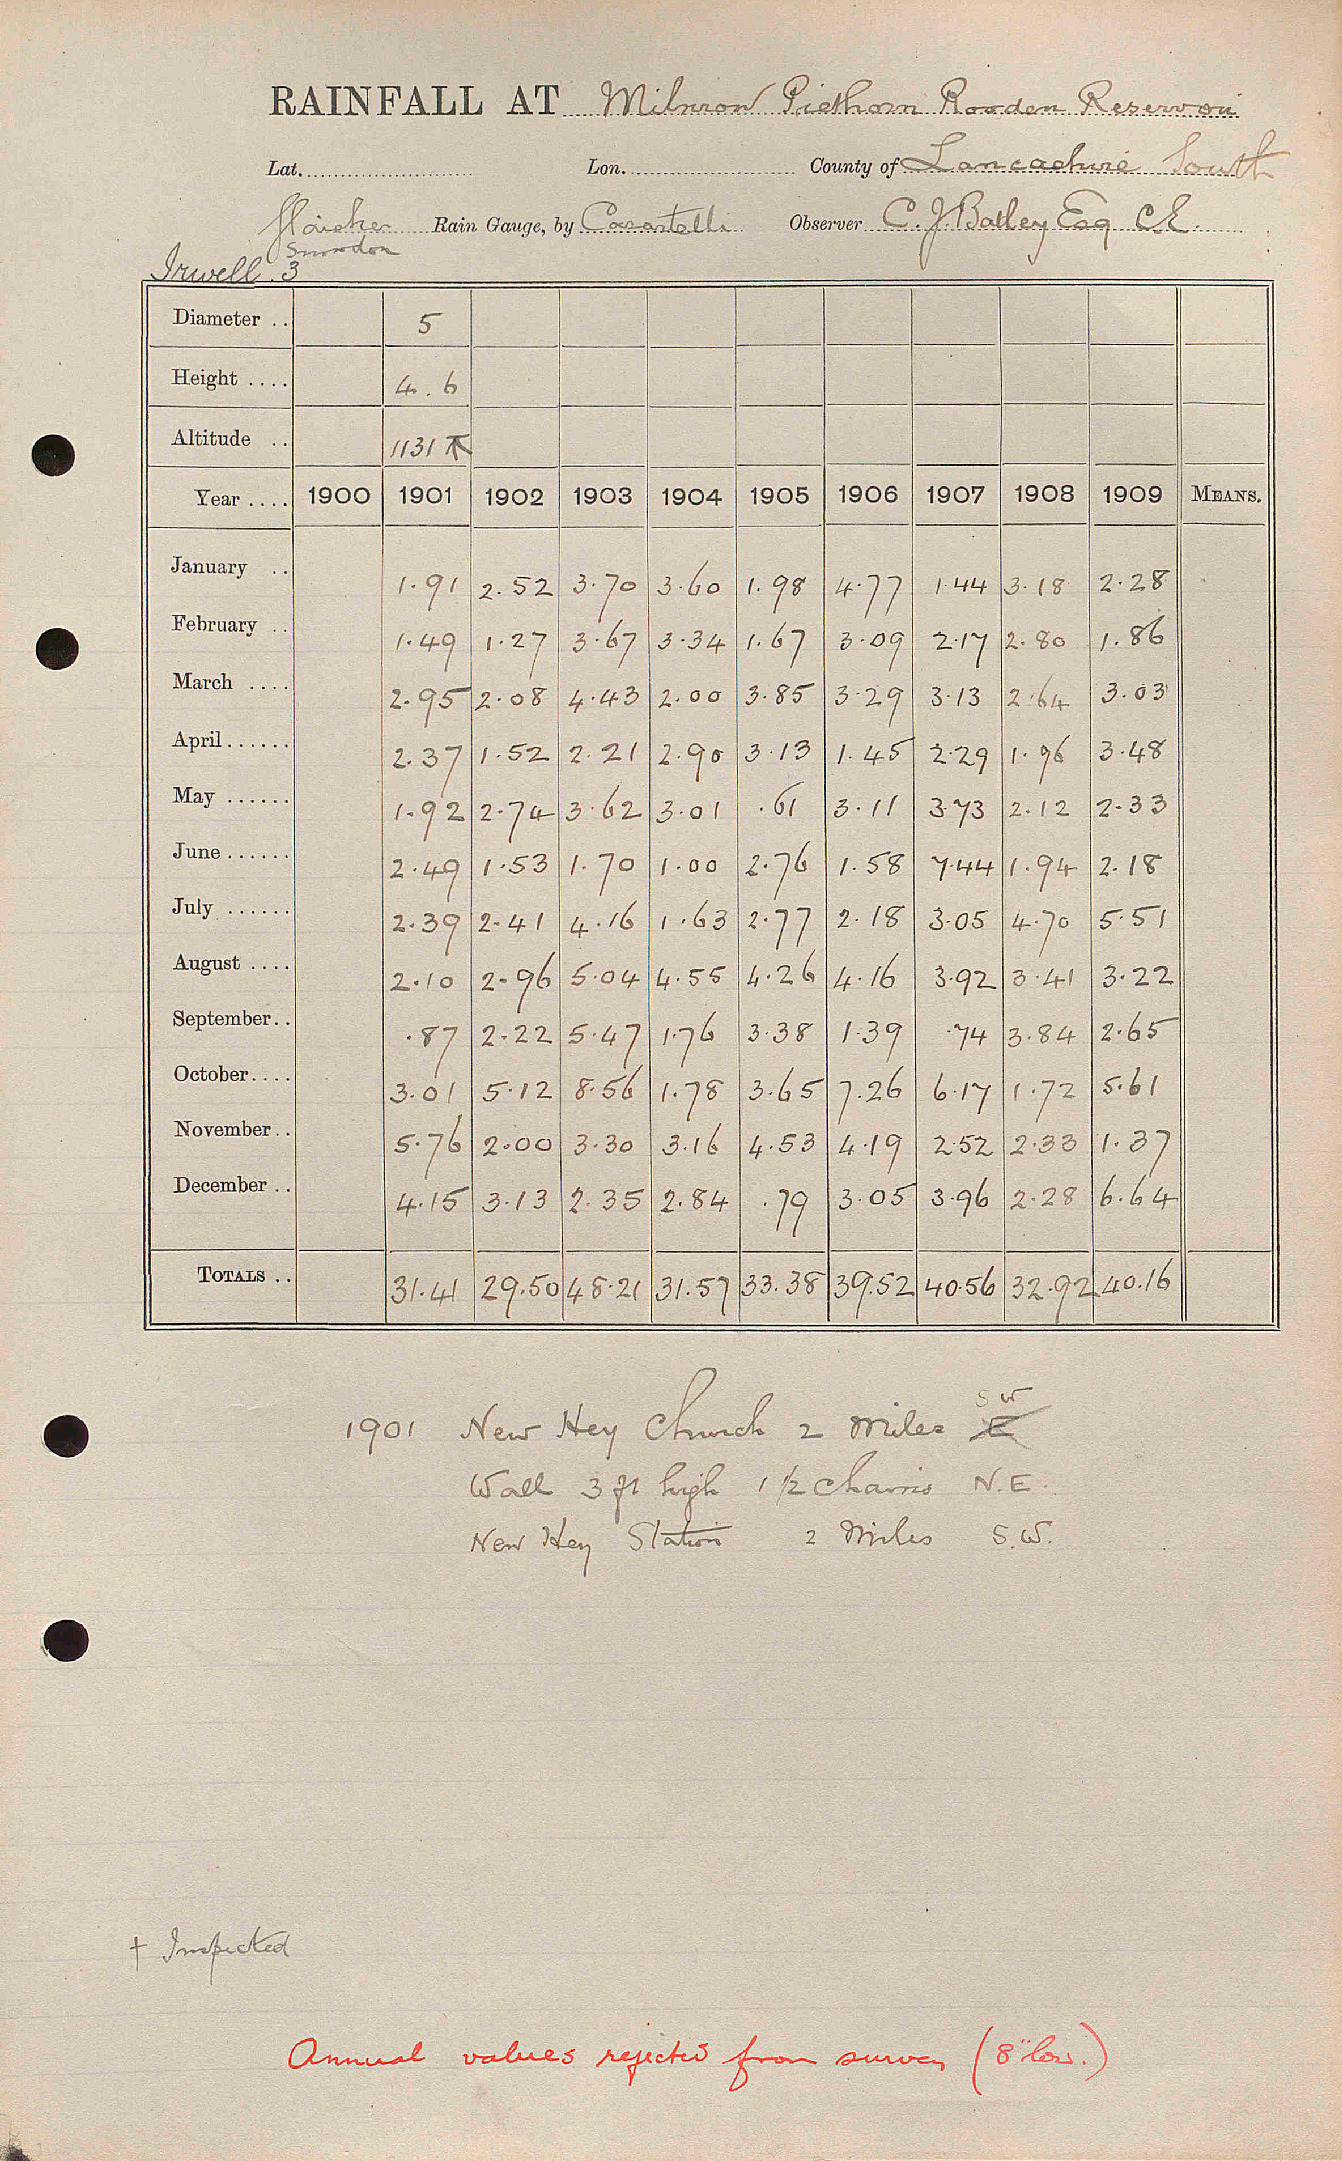 RAINFALL AT Milnrow Piethorn Rowden Reservoir
Lat. Lon. County of Lancashire South
Rain Gauge, by Casartelli Observer C. J. Batley Esq C.E.
Snowdon
Irwell. 3
Diameter .. 5
Height .... 4.6
Altitude .. 1131
Year .... 1900 1901 1902 1903 1904 1905 1906 1907 1908 1909 MEANS.
January .. 1.91 2.52 3.70 3.60 1.98 4.77 1.44 3.18 2.28
February .. 1.49 1.27 3.67 3.34 1.67 3.09 2.17 2.80 1.86
March .... 2.95 2.08 4.43 2.00 3.85 3.29 3.13 2.64 3.03
April ...... 2.37 1.52 2.21 2.90 3.13 1.45 2.29 1.96 3.48
May ...... 1.92 2.74 3.62 3.01 .61 3.11 3.73 2.12 2.33
June ...... 2.49 1.53 1.70 1.00 2.76 1.58 7.44 1.94 2.18
July ...... 2.39 2.41 4.16 1.63 2.77 2.18 3.05 4.70 5.51
August .... 2.10 2.96 5.04 4.55 4.26 4.16 3.92 3.41 3.22
September .. .87 2.22 5.47 1.76 3.38 1.39 .74 3.84 2.65
October .... 3.01 5.12 8.56 1.78 3.65 7.26 6.17 1.72 5.61
November .. 5.76 2.00 3.30 3.16 4.53 4.19 2.52 2.33 1.37
December .. 4.15 3.13 2.35 2.84 .79 3.05 3.96 2.28 6.64
TOTALS .. 31.41 29.50 48.21 31.57 33.38 39.52 40.56 32.92 40.16
1901 New Hey Church 2 Miles SW
Wall 3 ft high 1 1/2 Chains N.E.
New Hey Station 2 Miles S.W.
† Inspected
Annual values rejected from survey (8" low.)